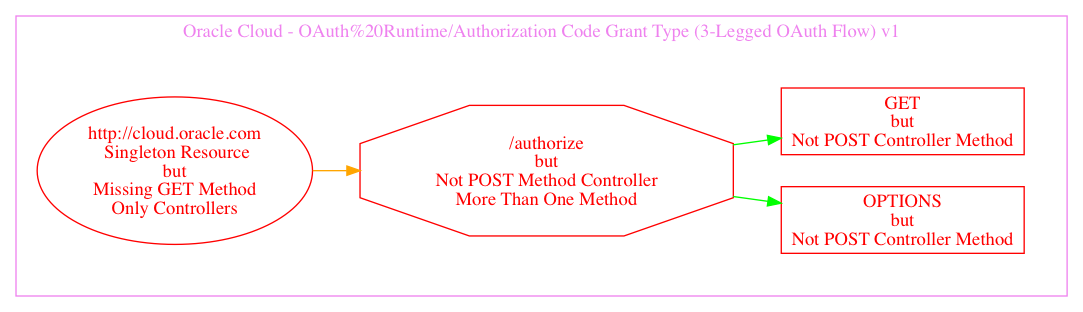 Oracle Cloud - OAuth%20Runtime/Authorization Code Grant Type (3-Legged OAuth Flow) v1
http://cloud.oracle.com
Singleton Resource
but
Missing GET Method
Only Controllers
/authorize
but
Not POST Method Controller
More Than One Method
GET
but
Not POST Controller Method
OPTIONS
but
Not POST Controller Method